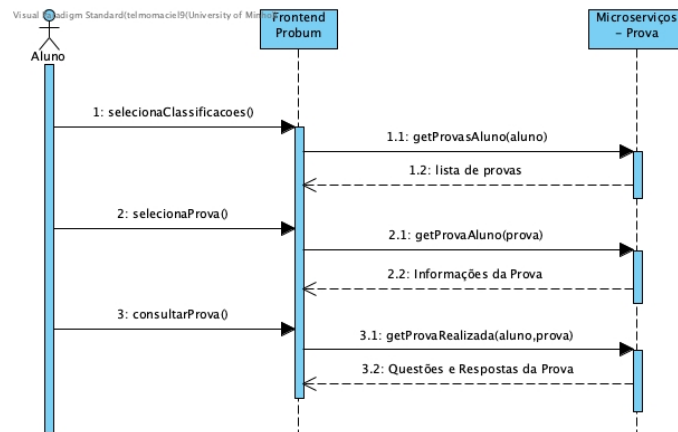 Visual Paradigm Standard(telmomaciel9(University of Minho
Frontend
Probum
Microserviços
– Prova
Aluno
1: selecionaClassificacoes()
1.1: getProvasAluno(aluno)
1.2: lista de provas
2: selecionaProva()
2.1: getProvaAluno(prova)
2.2: Informações da Prova
3: consultarProva()
3.1: getProvaRealizada(aluno,prova)
3.2: Questões e Respostas da Prova